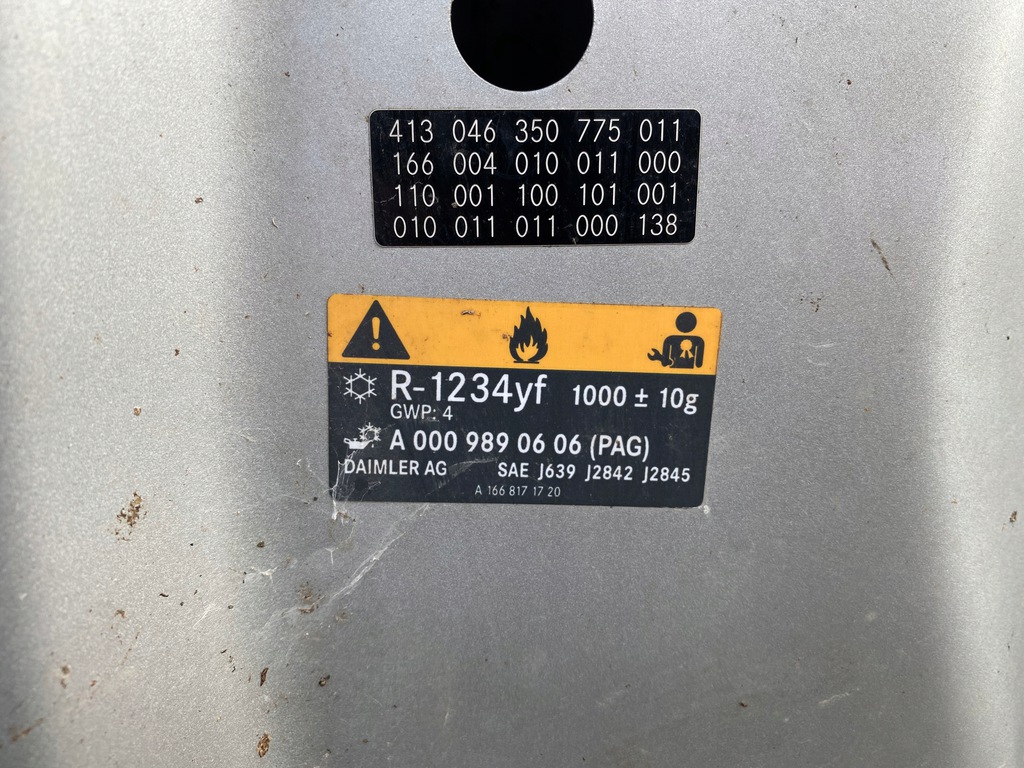 413 046 350 775 011
166 004 010 011 000
110 001 100 101 001
010 011 011 000 138
R-1234yf 1000 ± 10g
GWP: 4
A 000 989 06 06 (PAG)
DAIMLER AG SAE J639 J2842 J2845
A 166 817 17 20